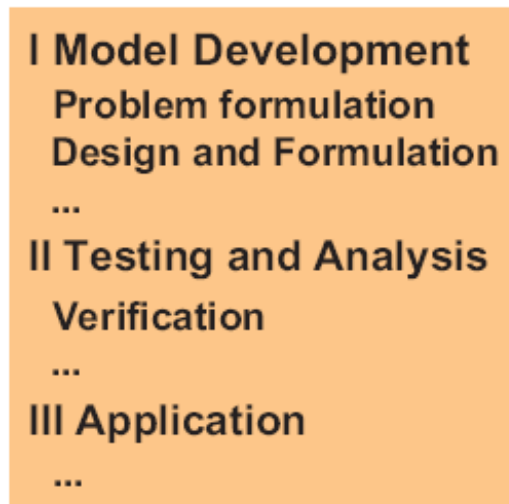 I Model Development
Problem formulation
Design and Formulation
...
II Testing and Analysis
Verification
...
III Application
...